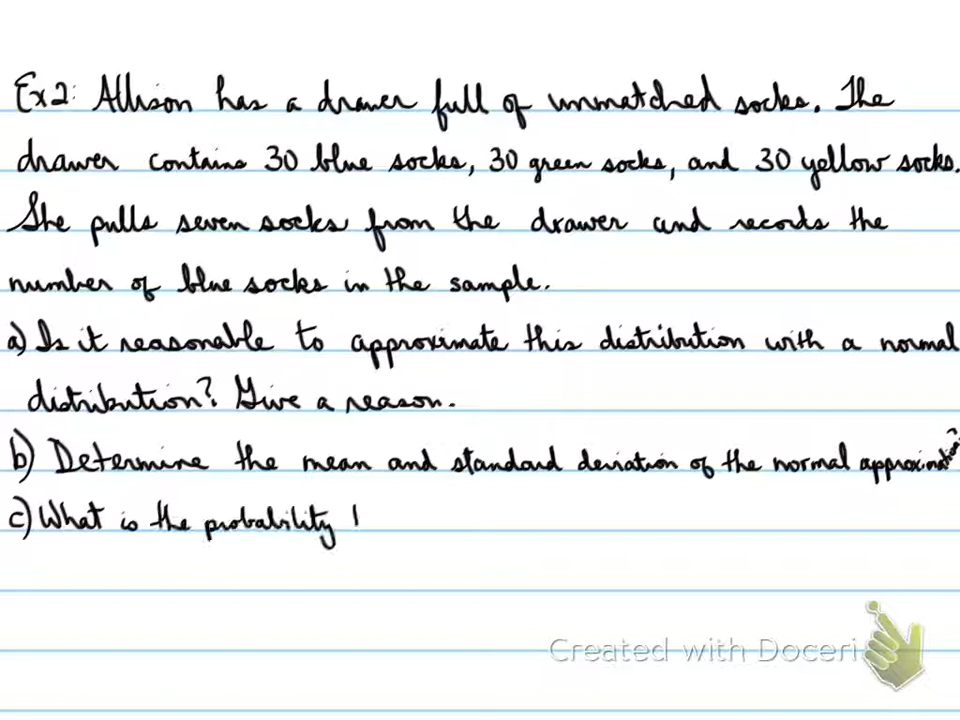 Ex2: Allison has a drawer full of unmatched socks. The
drawer contains 30 blue socks, 30 green socks, and 30 yellow socks.
She pulls seven socks from the drawer and records the
number of blue socks in the sample.
a) Is it reasonable to approximate this distribution with a normal
distribution? Give a reason.
b) Determine the mean and standard deviation of the normal approximation?
c) What is the probability
Created with Doceri